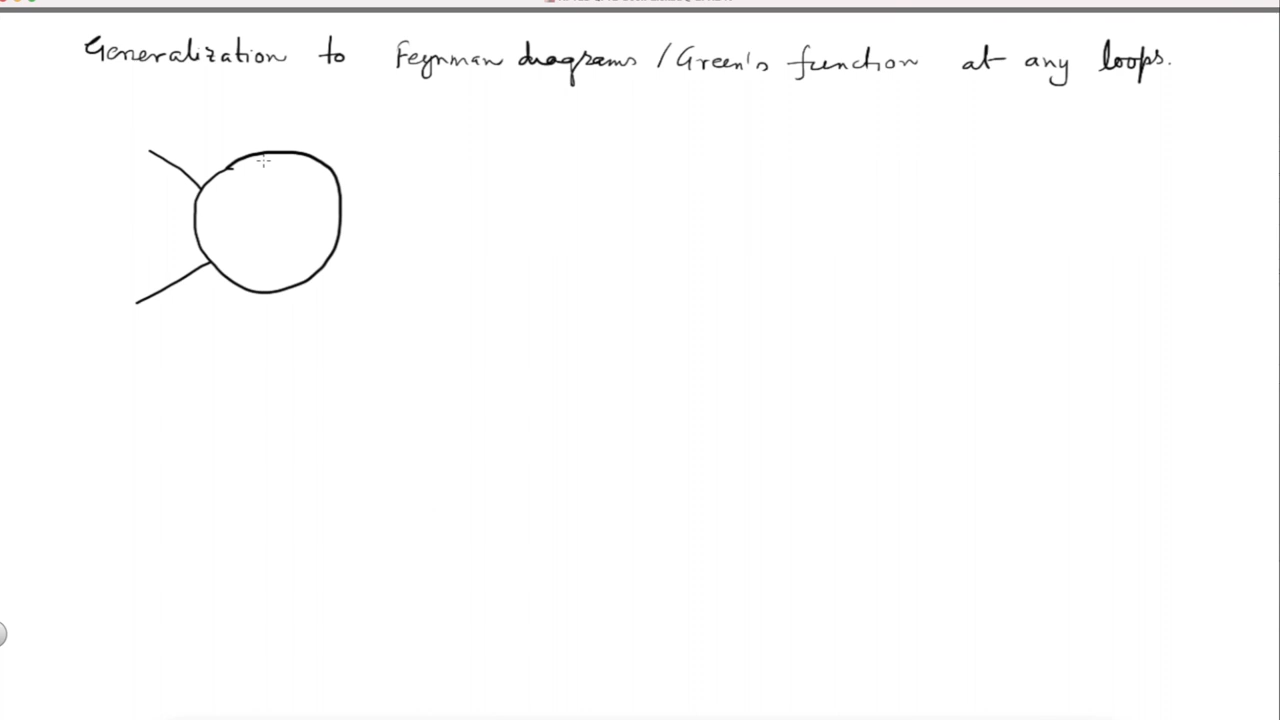 Generalization to Feynman diagrams / Green's function at any loops.